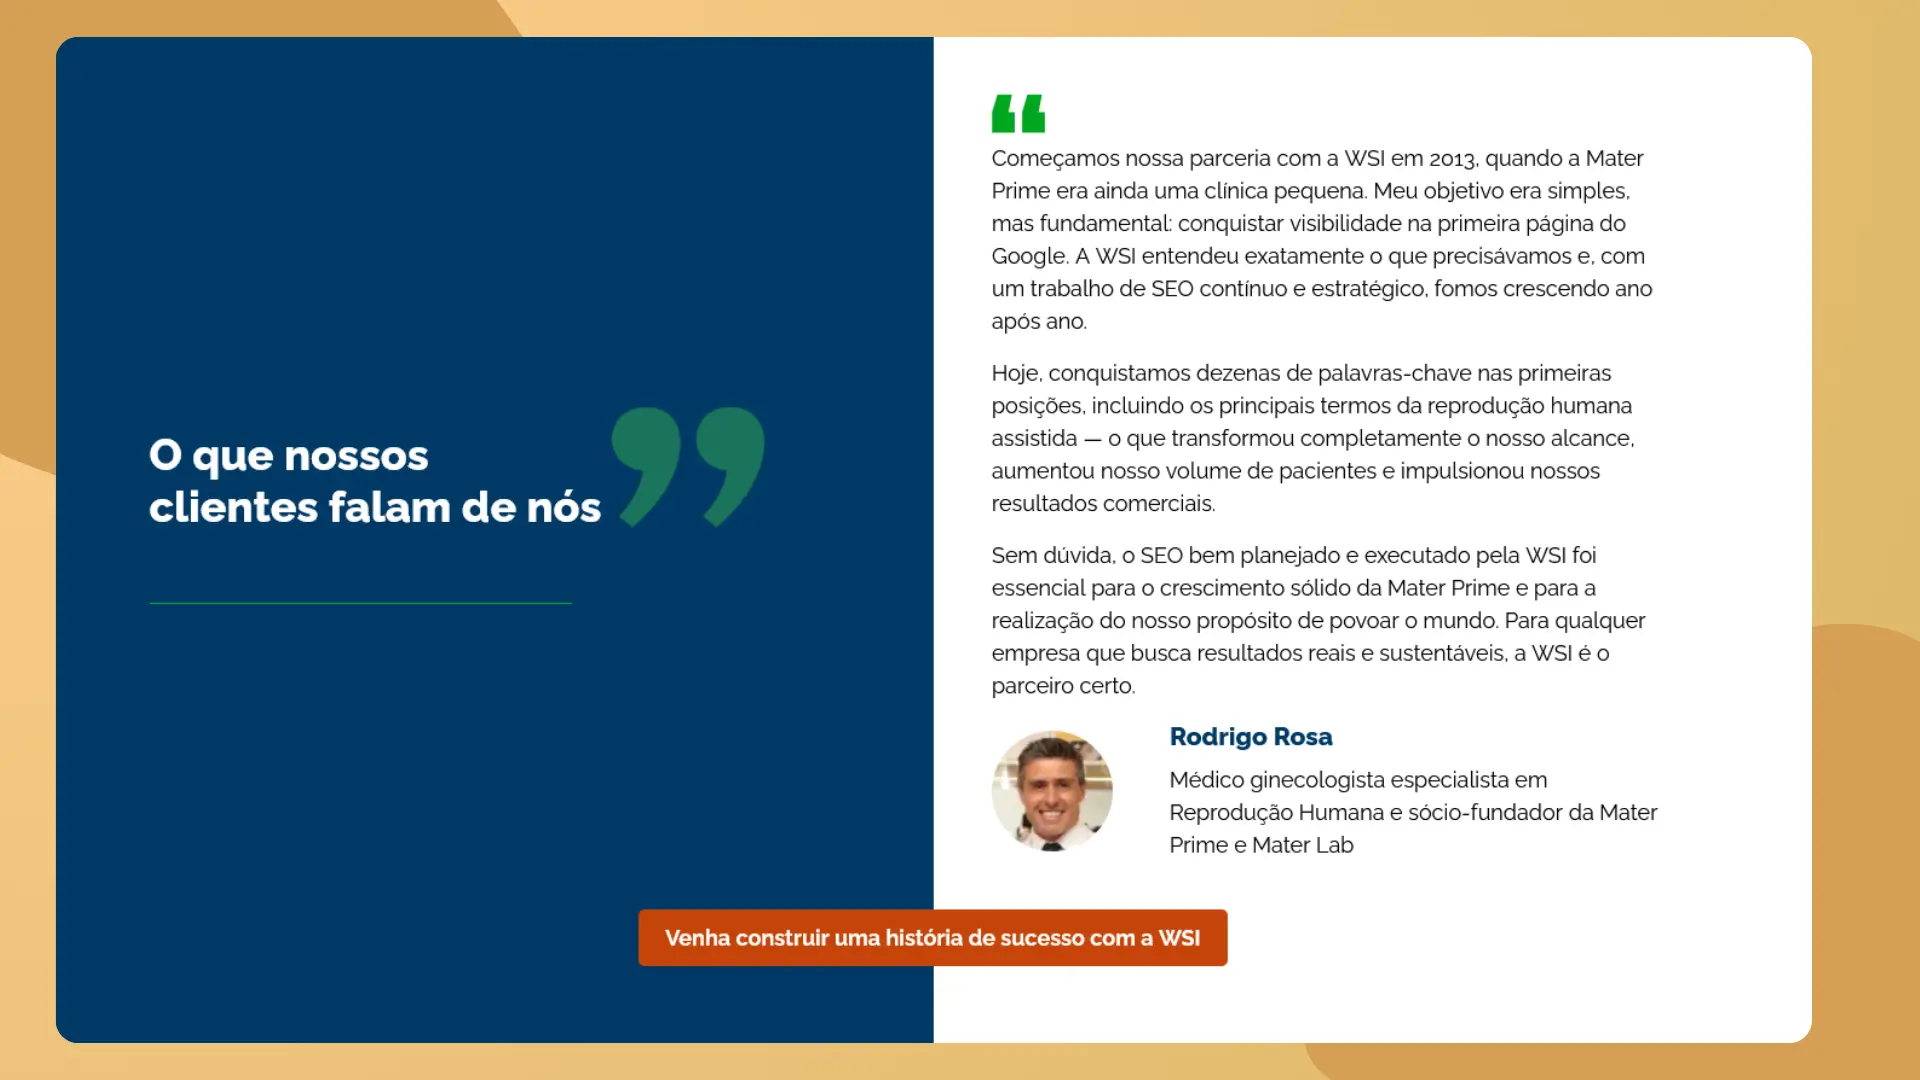 O que nossos
clientes falam de nós
Começamos nossa parceria com a WSI em 2013, quando a Mater
Prime era ainda uma clínica pequena. Meu objetivo era simples,
mas fundamental: conquistar visibilidade na primeira página do
Google. A WSI entendeu exatamente o que precisávamos e, com
um trabalho de SEO contínuo e estratégico, fomos crescendo ano
após ano.
Hoje, conquistamos dezenas de palavras-chave nas primeiras
posições, incluindo os principais termos da reprodução humana
assistida — o que transformou completamente o nosso alcance,
aumentou nosso volume de pacientes e impulsionou nossos
resultados comerciais.
Sem dúvida, o SEO bem planejado e executado pela WSI foi
essencial para o crescimento sólido da Mater Prime e para a
realização do nosso propósito de povoar o mundo. Para qualquer
empresa que busca resultados reais e sustentáveis, a WSI é o
parceiro certo.
Rodrigo Rosa
Médico ginecologista especialista em
Reprodução Humana e sócio-fundador da Mater
Prime e Mater Lab
Venha construir uma história de sucesso com a WSI